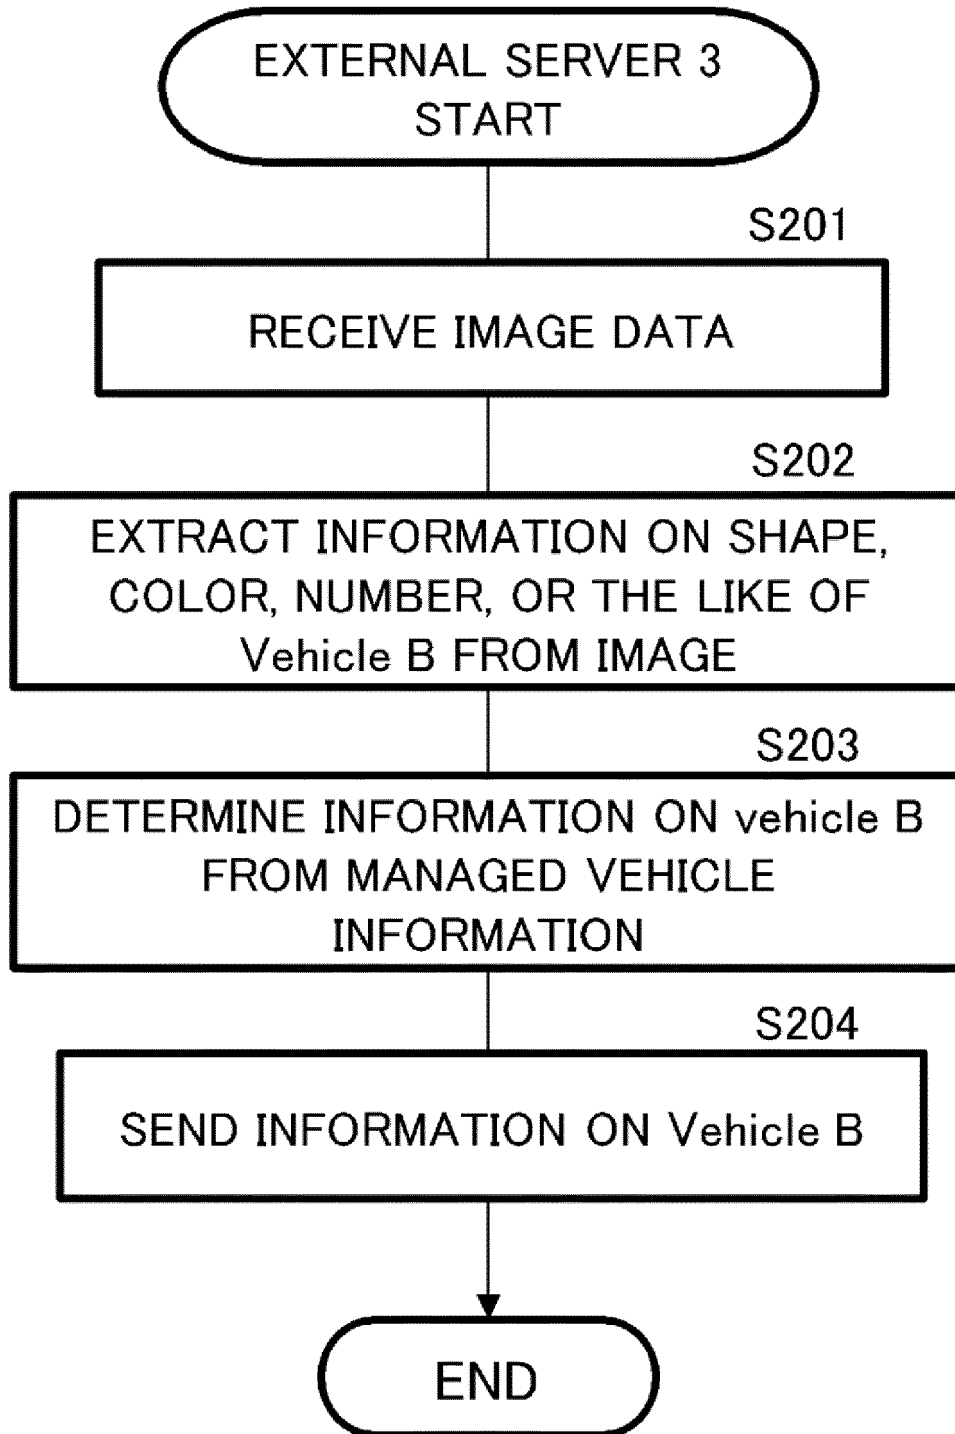 EXTERNAL SERVER 3
START
S201
RECEIVE IMAGE DATA
S202
EXTRACT INFORMATION ON SHAPE,
COLOR, NUMBER, OR THE LIKE OF
Vehicle B FROM IMAGE
S203
DETERMINE INFORMATION ON vehicle B
FROM MANAGED VEHICLE
INFORMATION
S204
SEND INFORMATION ON Vehicle B
END